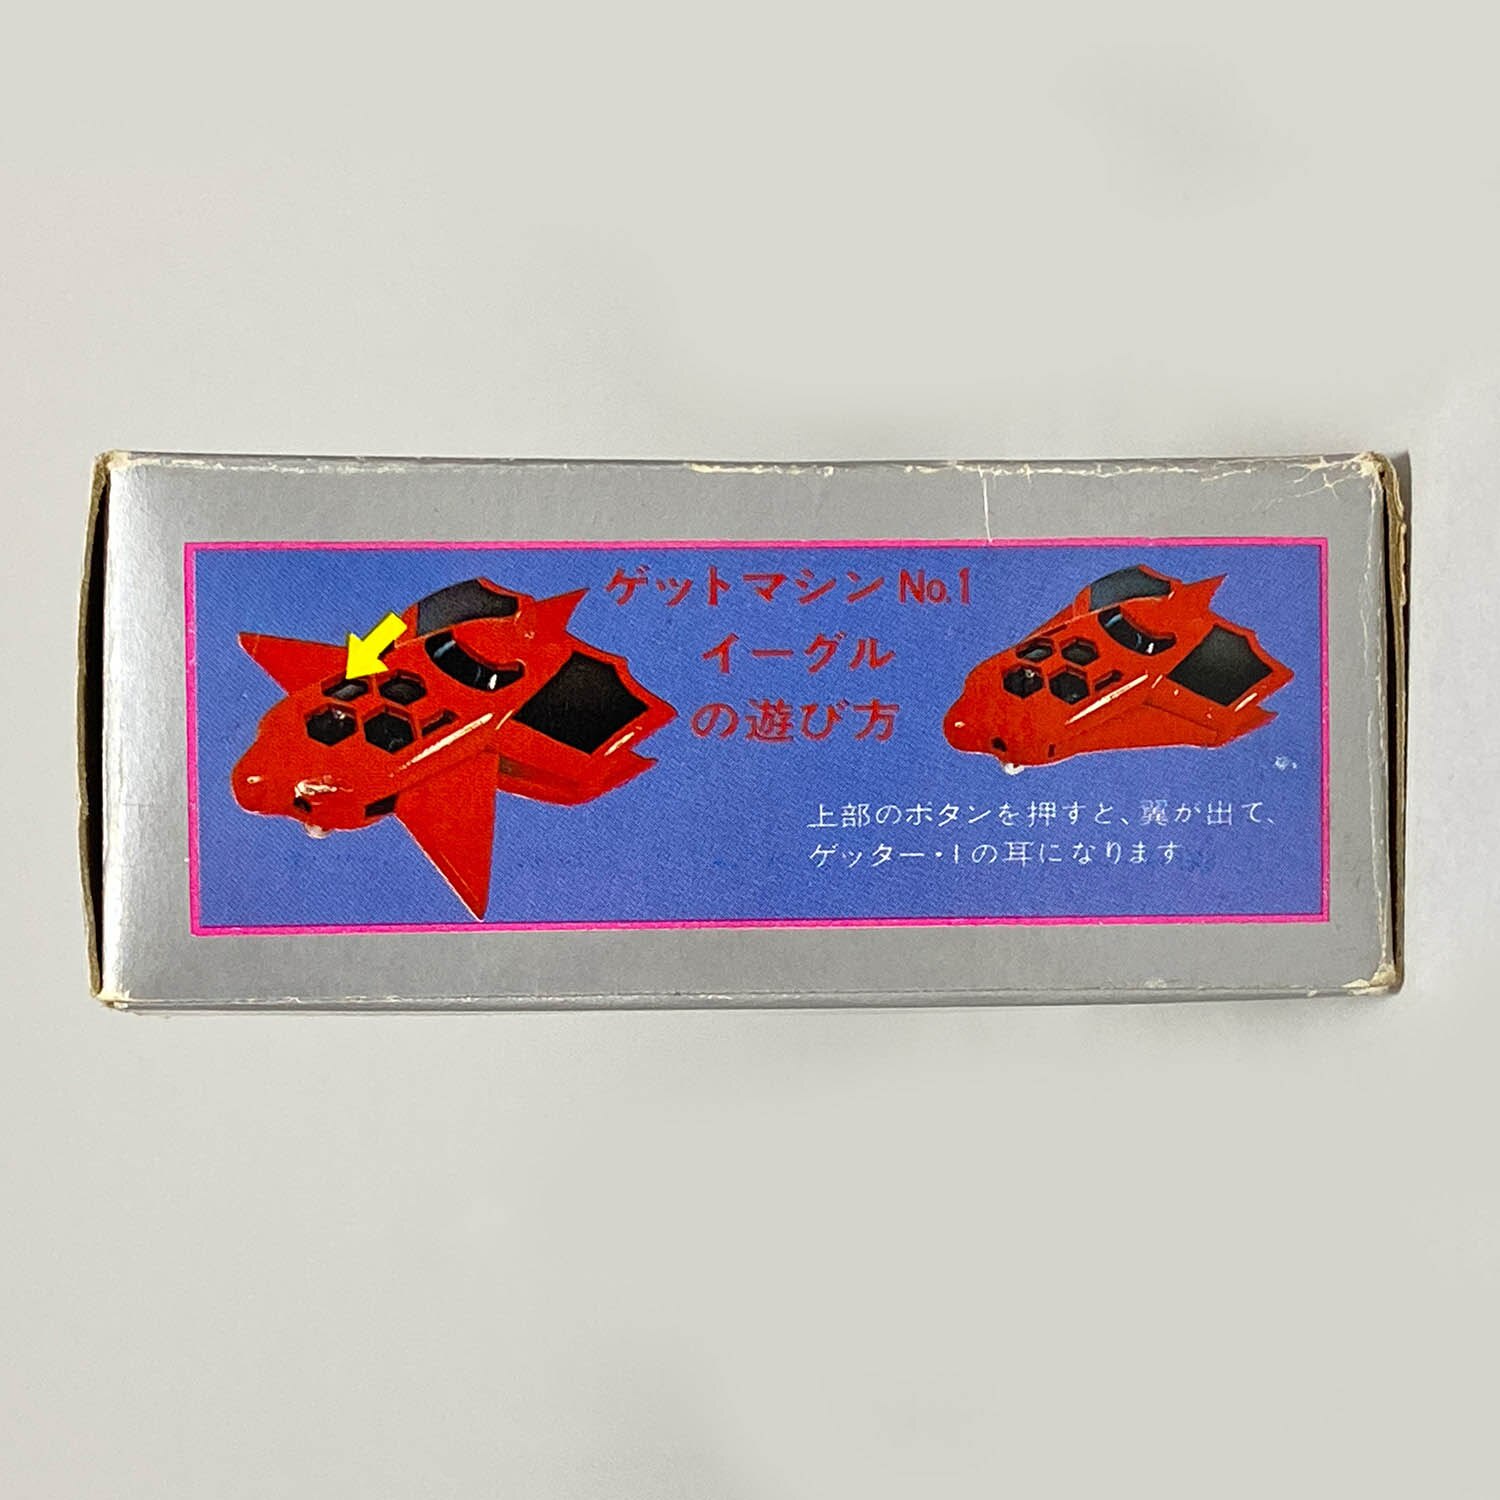 ゲットマシンNo.1
イーグル
の遊び方
上部のボタンを押すと、翼が出て、
ゲッター・1の耳になります